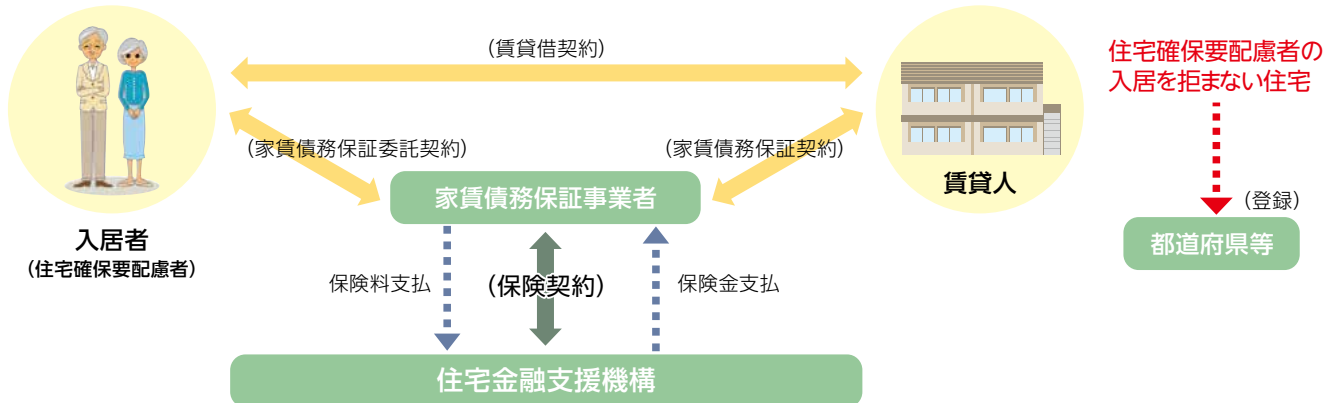 （賃貸借契約）
住宅確保要配慮者の
入居を拒まない住宅
（家賃債務保証委託契約）
（家賃債務保証契約）
賃貸人
家賃債務保証事業者
（登録）
入居者
（住宅確保要配慮者）
都道府県等
保険料支払
（保険契約）
保険金支払
住宅金融支援機構